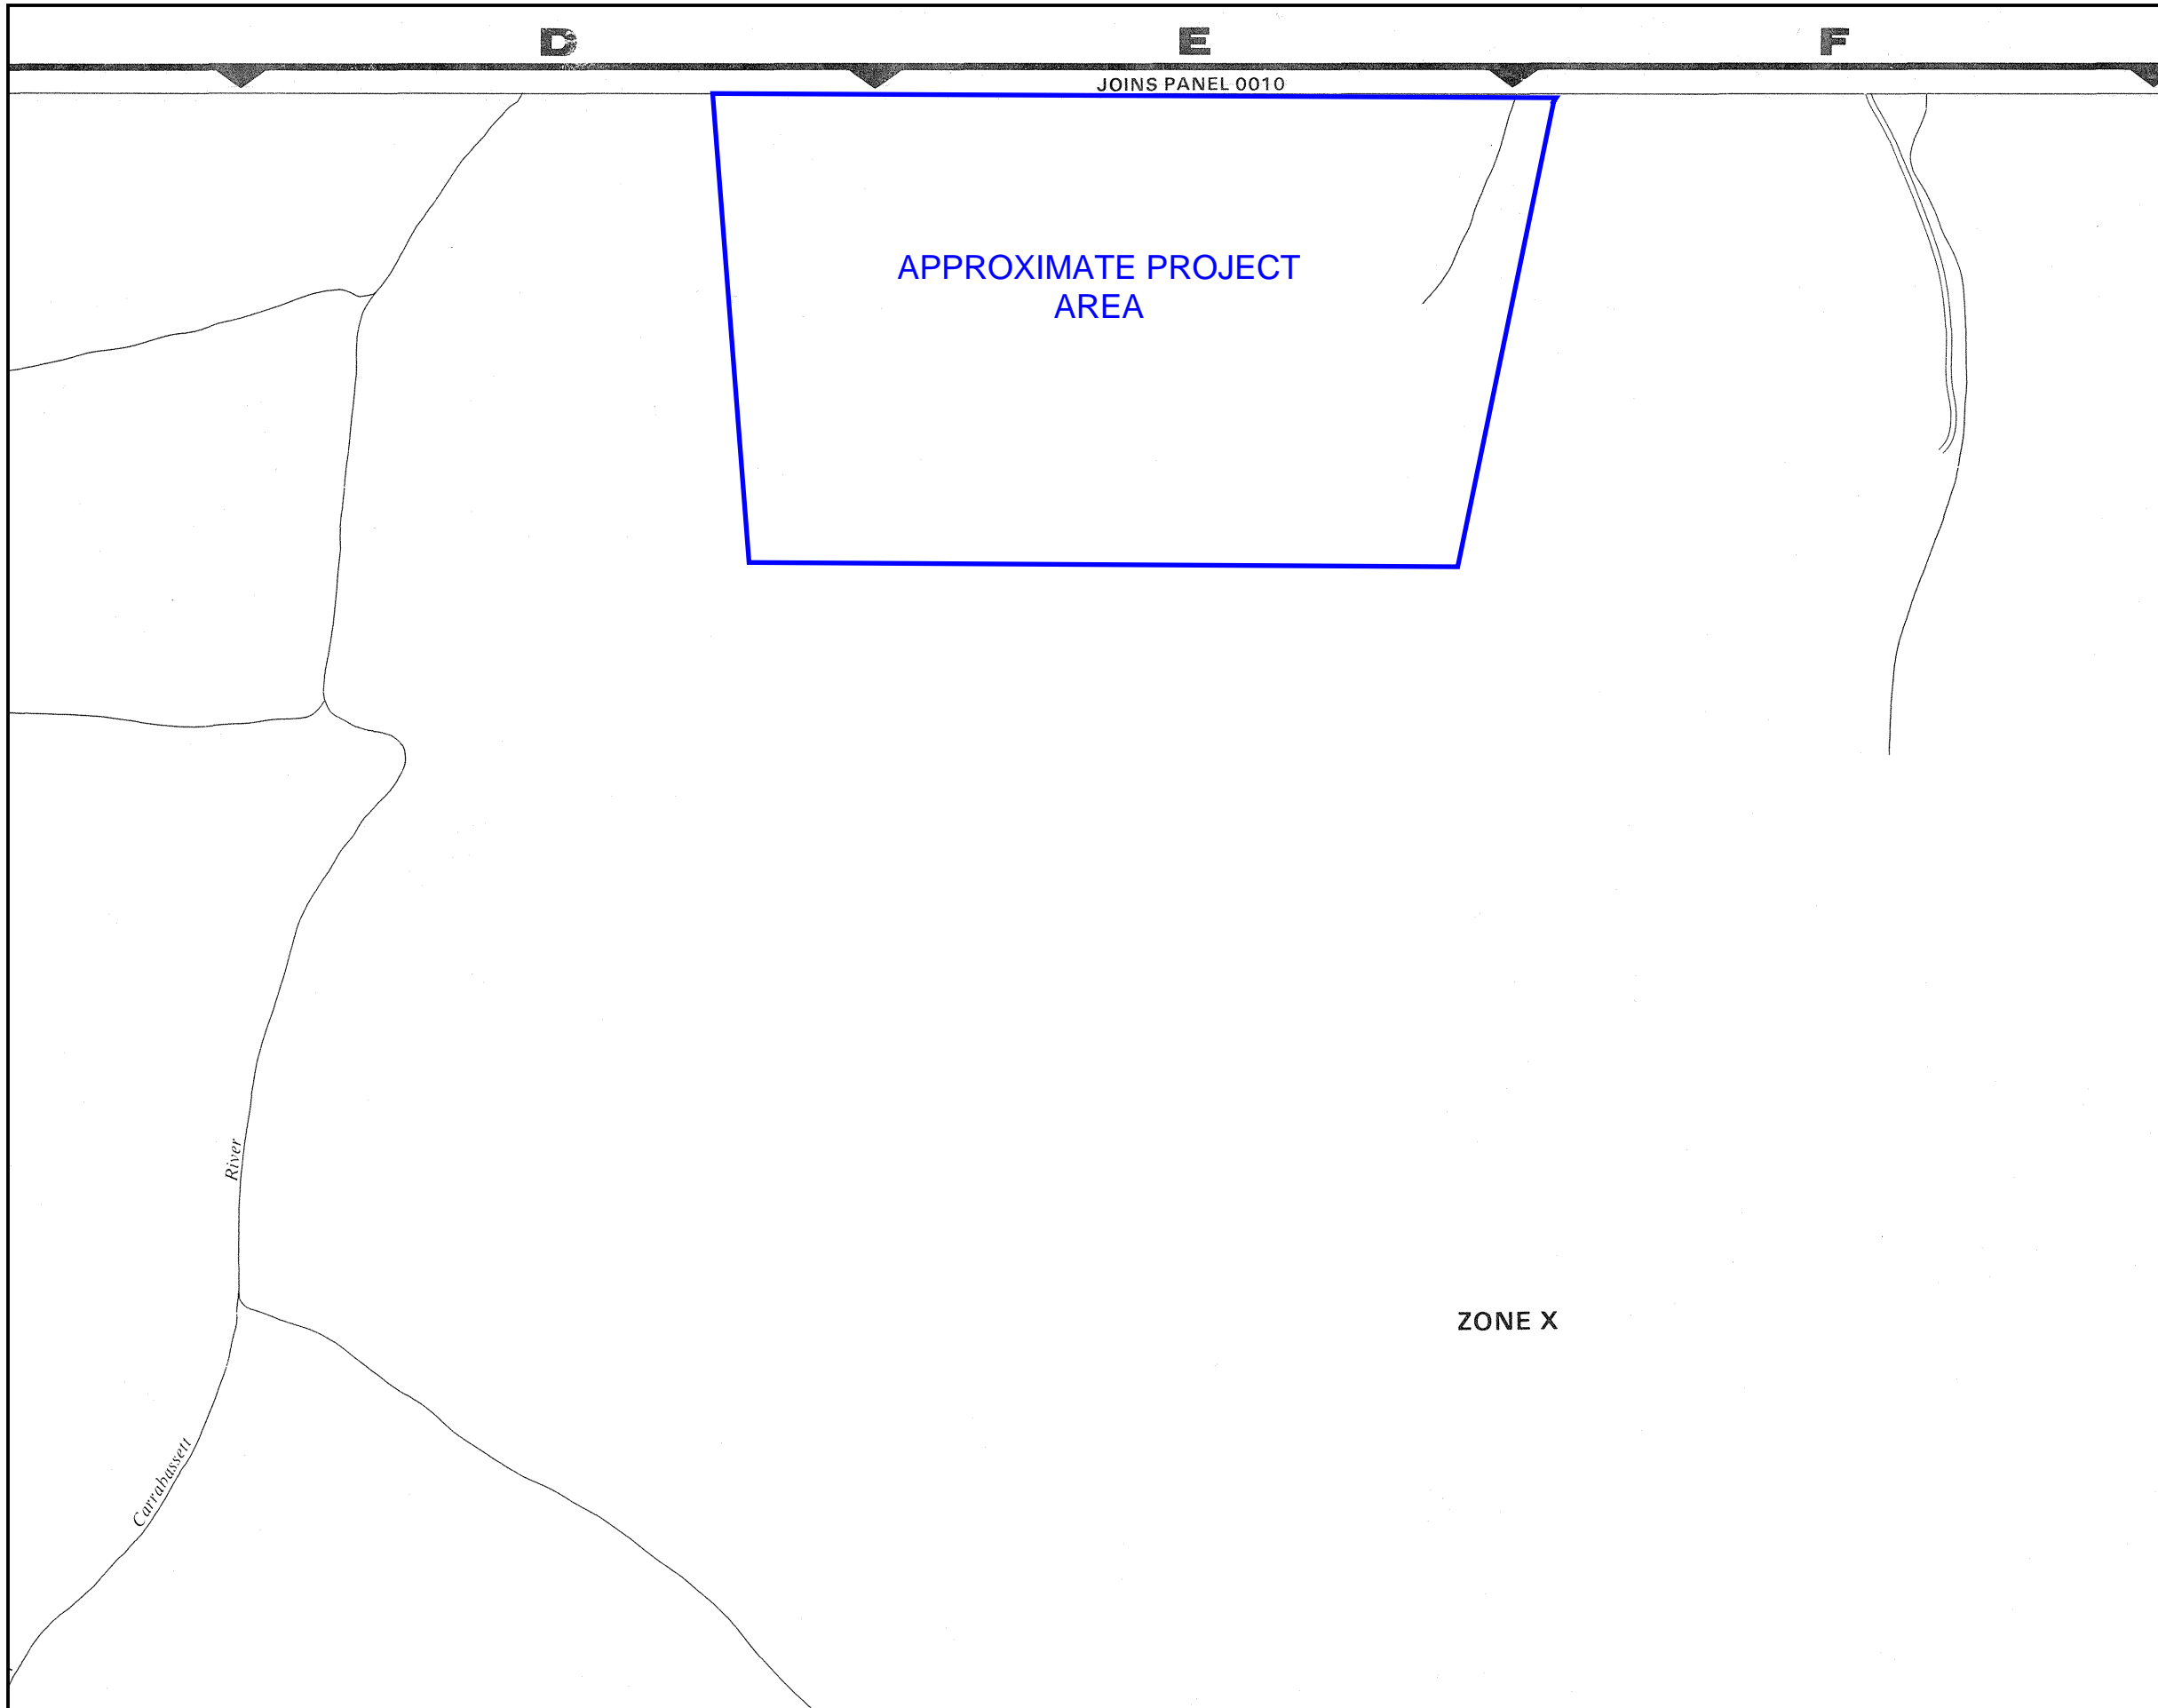 D E F
JOINS PANEL 0010
APPROXIMATE PROJECT
AREA
River
ZONE X
Carrabassett